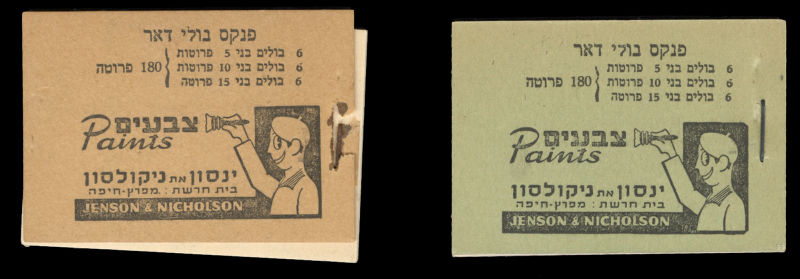 פנקס בולי דאר
6 בולים בני 5 פרוטות
6 בולים בני 10 פרוטות
6 בולים בני 15 פרוטה
180 פרוטה
צבעים
Paints
ינסון את ניקולסון
בית חרשת: מפרץ-חיפה
JENSON & NICHOLSON
פנקס בולי דאר
6 בולים בני 5 פרוטות
6 בולים בני 10 פרוטות
6 בולים בני 15 פרוטה
180 פרוטה
צבעים
Paints
ינסון את ניקולסון
בית חרשת: מפרץ-חיפה
JENSON & NICHOLSON